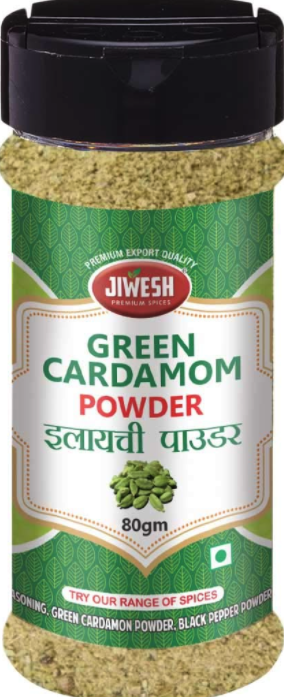 PREMIUM EXPORT QUALITY
JIWESH
PREMIUM SPICES
GREEN
CARDAMOM
POWDER
इलायची पाउडर
80gm
TRY OUR RANGE OF SPICES
ASONING, GREEN CARDAMON POWDER, BLACK PEPPER POWDER